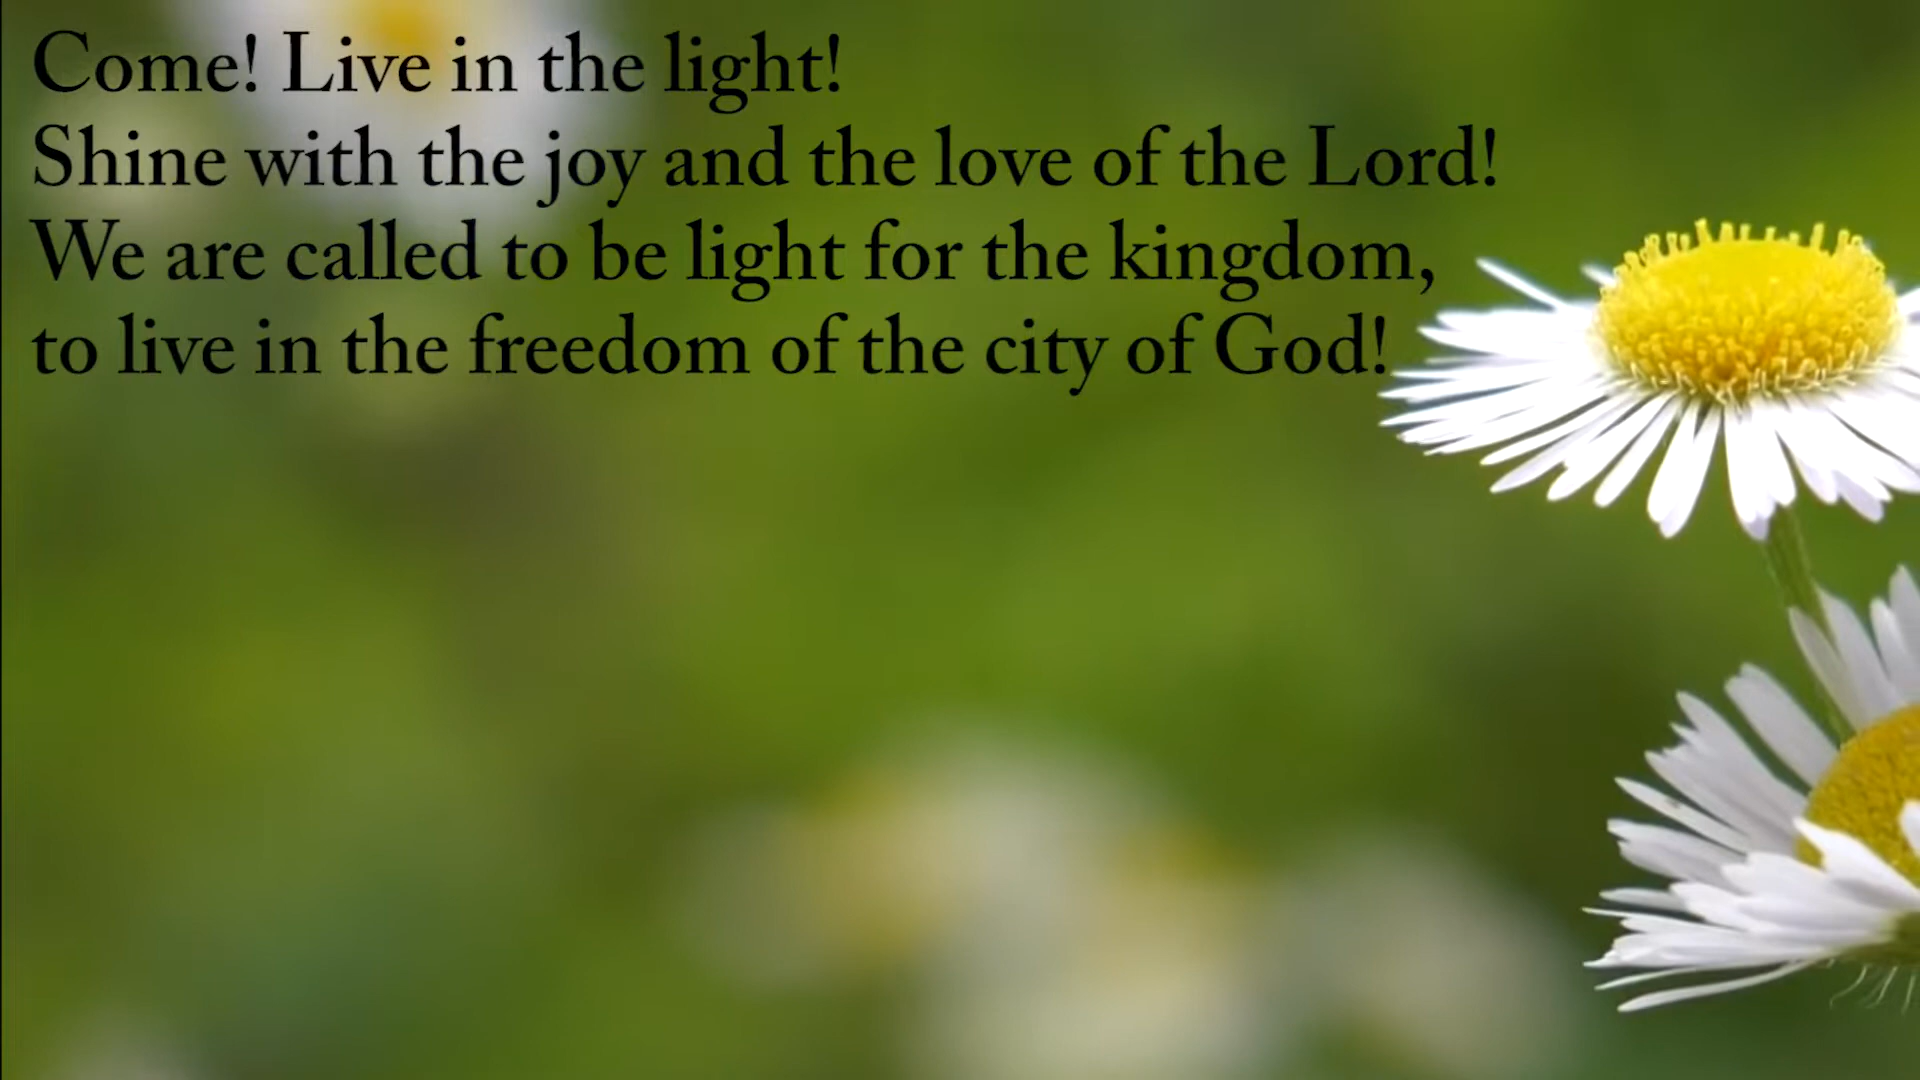 Come! Live in the light!
Shine with the joy and the love of the Lord!
We are called to be light for the kingdom,
to live in the freedom of the city of God!